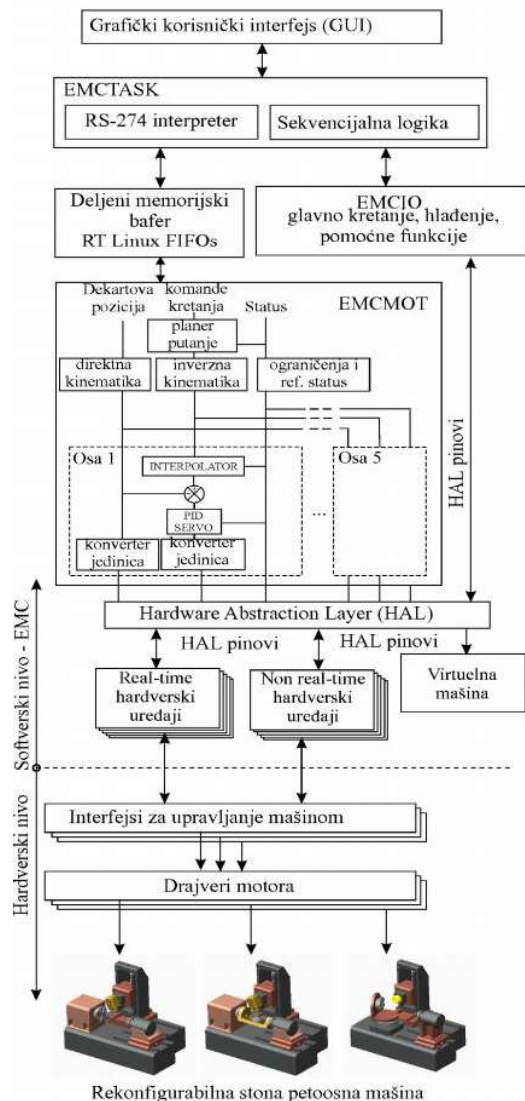 Grafički korisnički interfejs (GUI)
EMCTASK
RS-274 interpreter
Sekvencijalna logika
Deljeni memorijski
bafer
RT Linux FIFOs
EMCIO
glavno kretanje, hlađenje,
pomoćne funkcije
EMCMOT
Dekartova
pozicija
komande
kretanja
Status
planer
putanje
direktna
kinematika
inverzna
kinematika
ograničenja i
ref. status
Osa 1
INTERPOLATOR
PID
SERVO
konverter
jedinica
konverter
jedinica
...
Osa 5
HAL pinovi
Hardware Abstraction Layer (HAL)
HAL pinovi
HAL pinovi
Real-time
hardverski
uređaji
Non real-time
hardverski
uređaji
Virtuelna
mašina
Softverski nivo - EMC
Hardverski nivo
Interfejsi za upravljanje mašinom
Drajveri motora
Rekonfigurabilna stona petoosna mašina